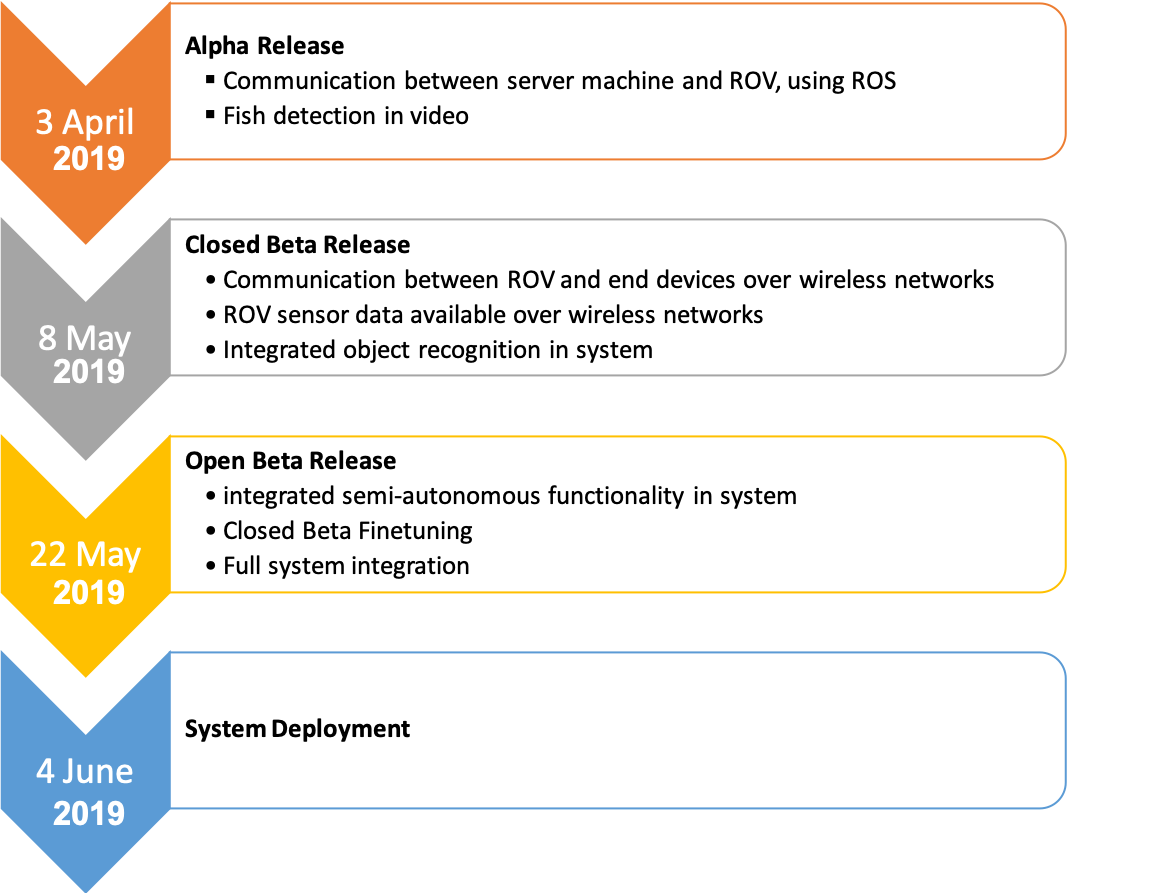 3 April
2019
Alpha Release
▪ Communication between server machine and ROV, using ROS
▪ Fish detection in video
8 May
2019
Closed Beta Release
• Communication between ROV and end devices over wireless networks
• ROV sensor data available over wireless networks
• Integrated object recognition in system
22 May
2019
Open Beta Release
• integrated semi-autonomous functionality in system
• Closed Beta Finetuning
• Full system integration
4 June
2019
System Deployment